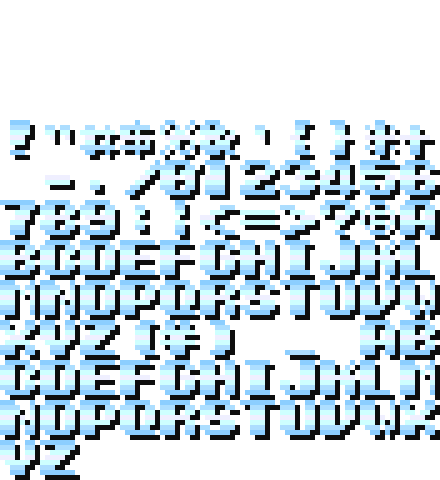 ! " # $ % & ' ( ) * +
- . / 0 1 2 3 4 5 6
7 8 9 : ; < = > ? @ A
B C D E F G H I J K L
M N O P Q R S T U V W
X Y Z [ * ] _ A B
C D E F G H I J K L M
N O P Q R S T U V W X
Y Z